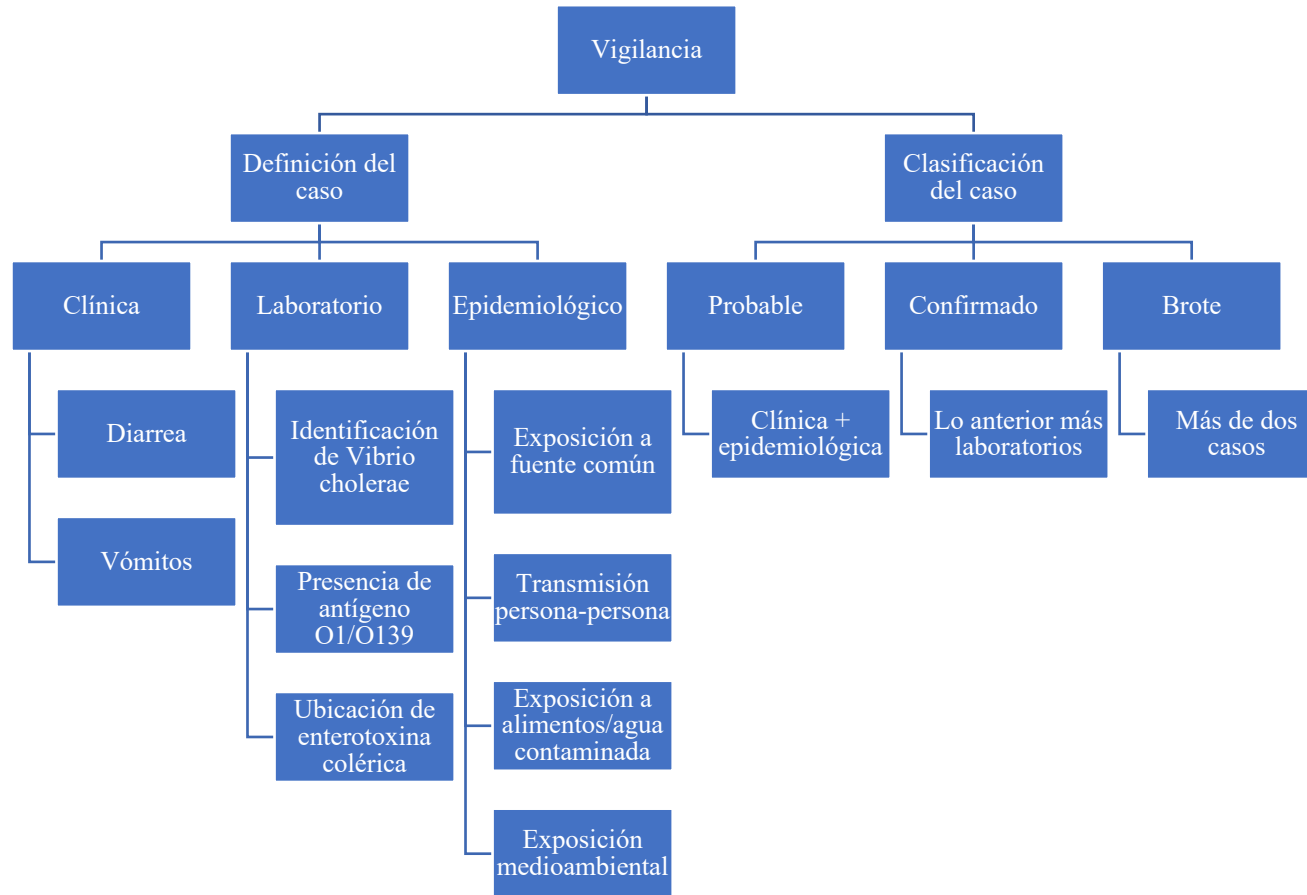 Vigilancia
Definición del
caso
Clasificación
del caso
Clínica
Laboratorio
Epidemiológico
Probable
Confirmado
Brote
Diarrea
Vómitos
Identificación
de Vibrio
cholerae
Presencia de
antígeno
O1/O139
Ubicación de
enterotoxina
colérica
Exposición a
fuente común
Transmisión
persona-persona
Exposición a
alimentos/agua
contaminada
Exposición
medioambiental
Clínica +
epidemiológica
Lo anterior más
laboratorios
Más de dos
casos